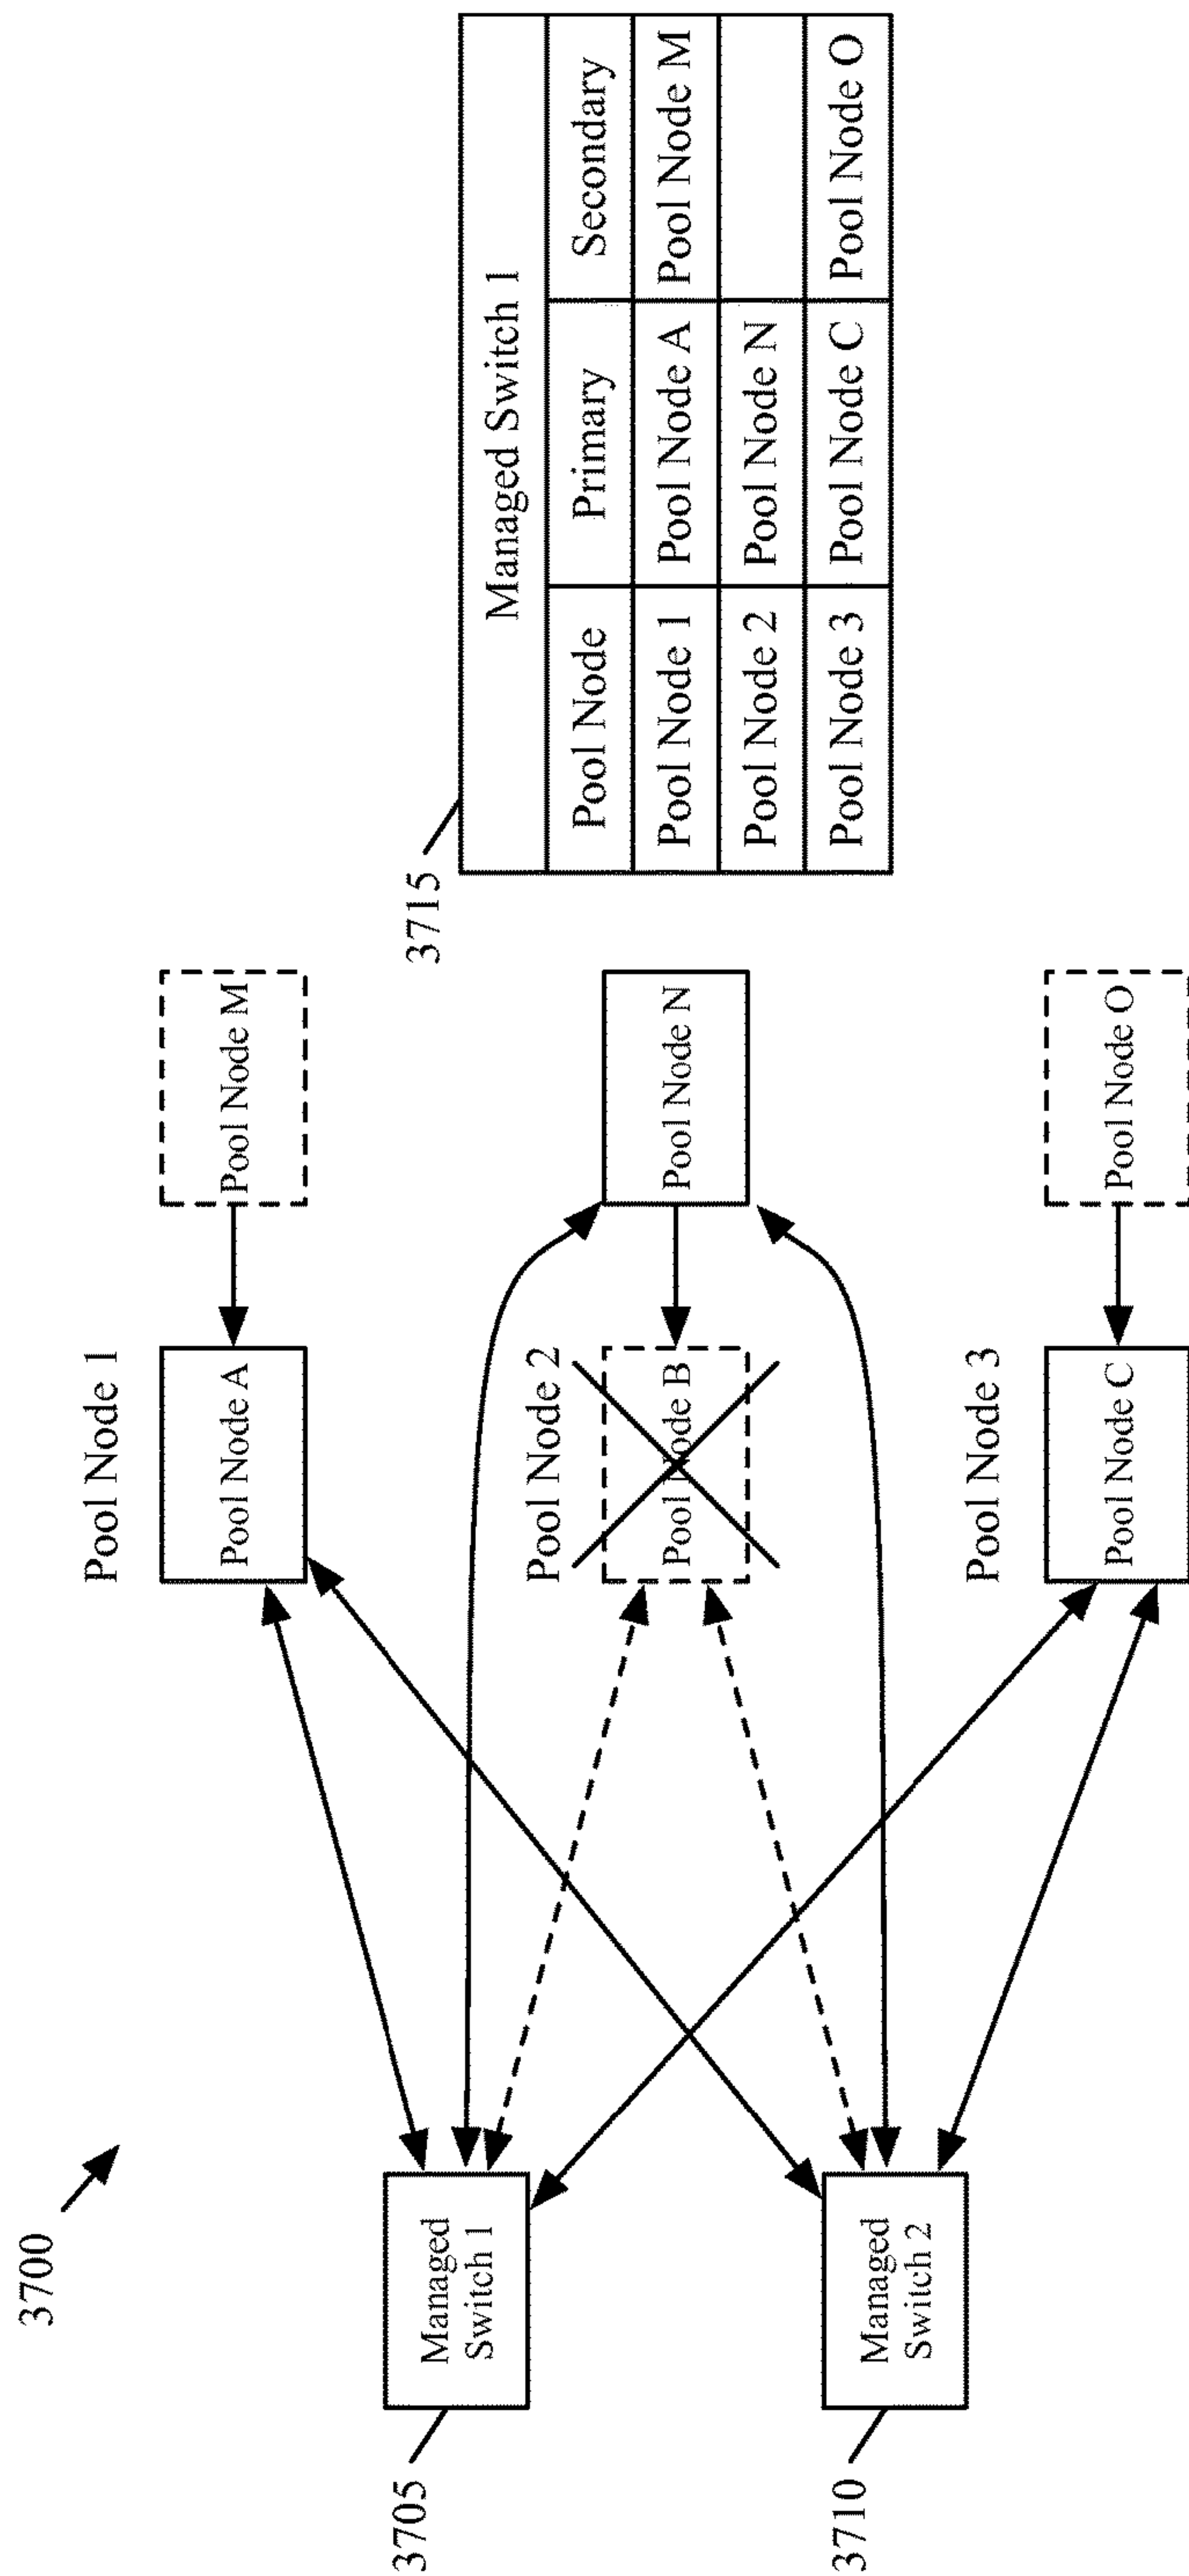 3700
3705
Managed
Switch 1
3710
Managed
Switch 2
Pool Node 1
Pool Node A
Pool Node M
Pool Node 2
Pool Node B
Pool Node N
Pool Node 3
Pool Node C
Pool Node O
3715
Managed Switch 1
Pool Node Primary Secondary
Pool Node 1 Pool Node A Pool Node M
Pool Node 2 Pool Node N
Pool Node 3 Pool Node C Pool Node O